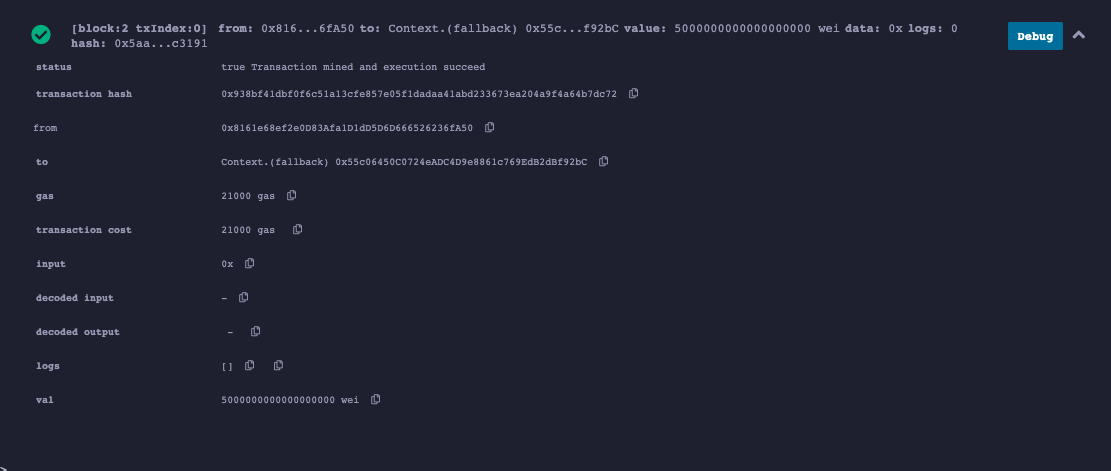 [block:2 txIndex:0] from: 0x816...6fA50 to: Context.(fallback) 0x55c...f92bC value: 5000000000000000000 wei data: 0x logs: 0
hash: 0x5aa...c3191
Debug
status true Transaction mined and execution succeed
transaction hash 0x938bf41dbf0f6c51a13cfe857e05f1dadaa41abd233673ea204a9f4a64b7dc72
from 0x8161e68ef2e0D83Afa1D1dD5D6D666526236fA50
to Context.(fallback) 0x55c06450C0724eADC4D9e8861c769EdB2dBf92bC
gas 21000 gas
transaction cost 21000 gas
input 0x
decoded input -
decoded output -
logs []
val 5000000000000000000 wei